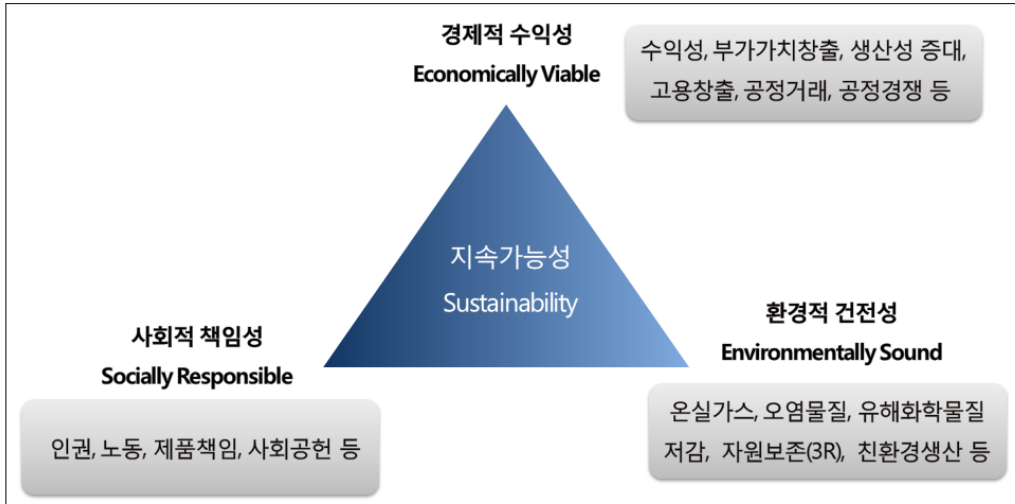 경제적 수익성
Economically Viable
수익성, 부가가치창출, 생산성 증대,
고용창출, 공정거래, 공정경쟁 등
지속가능성
Sustainability
사회적 책임성
Socially Responsible
인권, 노동, 제품책임, 사회공헌 등
환경적 건전성
Environmentally Sound
온실가스, 오염물질, 유해화학물질
저감, 자원보존(3R), 친환경생산 등